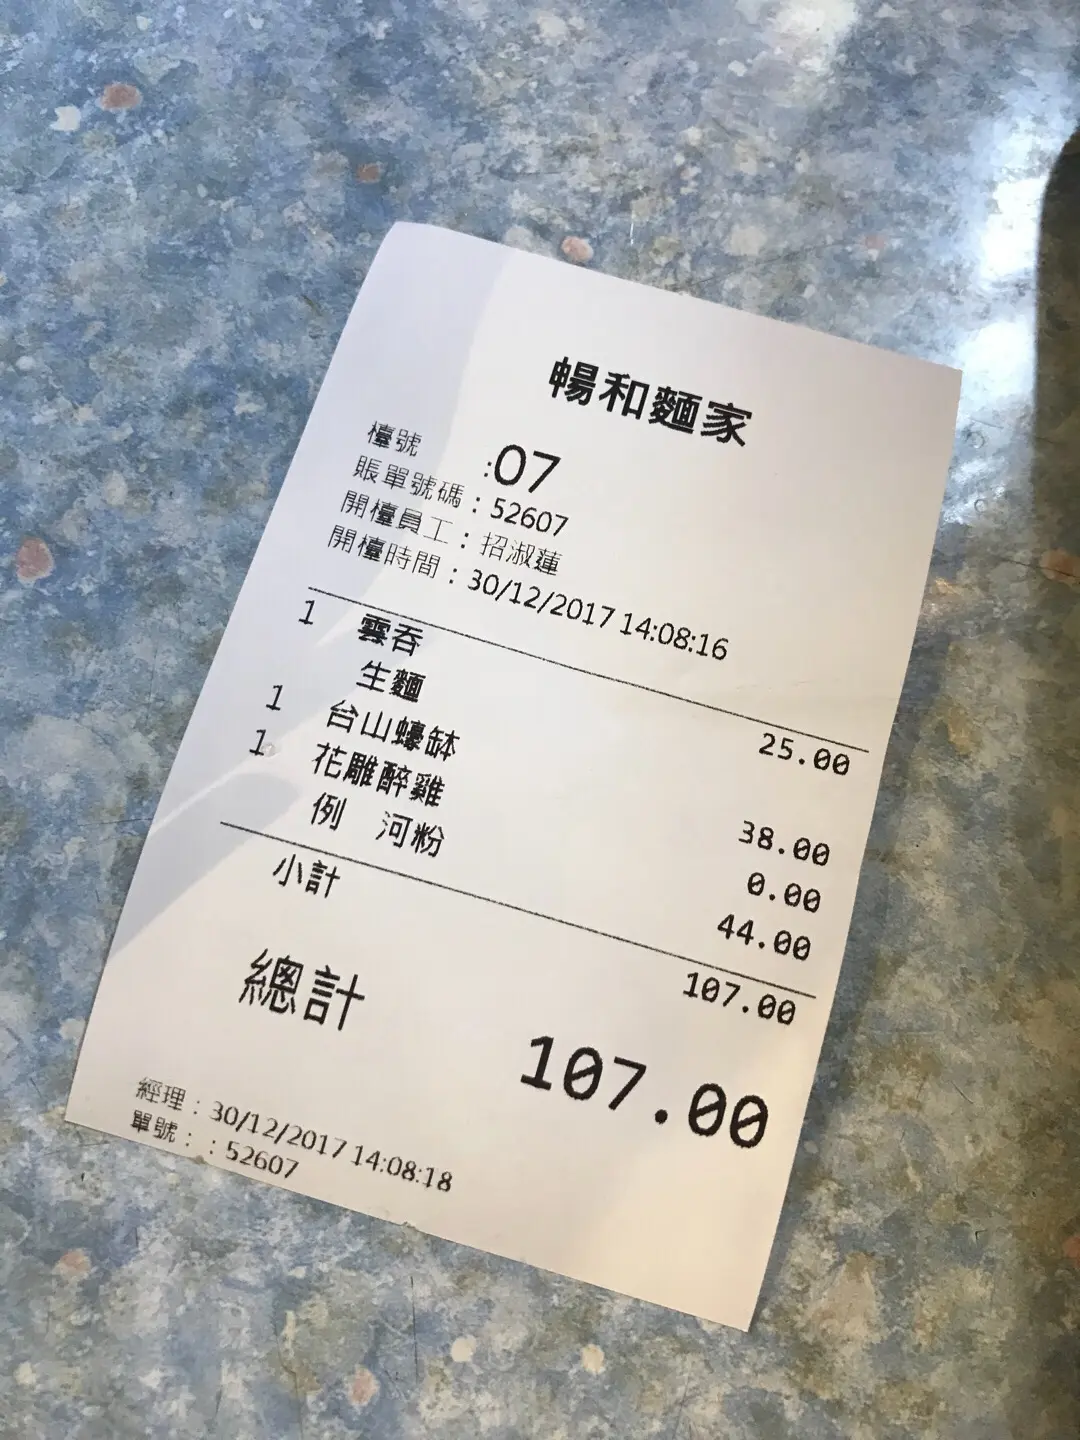 暢和麵家
檯號 :07
賬單號碼：52607
開檯員工：招淑蓮
開檯時間：30/12/2017 14:08:16
1 雲吞 25.00
生麵
1 台山蠔缽 38.00
1 花雕醉雞 0.00
例 河粉 44.00
小計 107.00
總計 107.00
經理：30/12/2017 14:08:18
單號：：52607